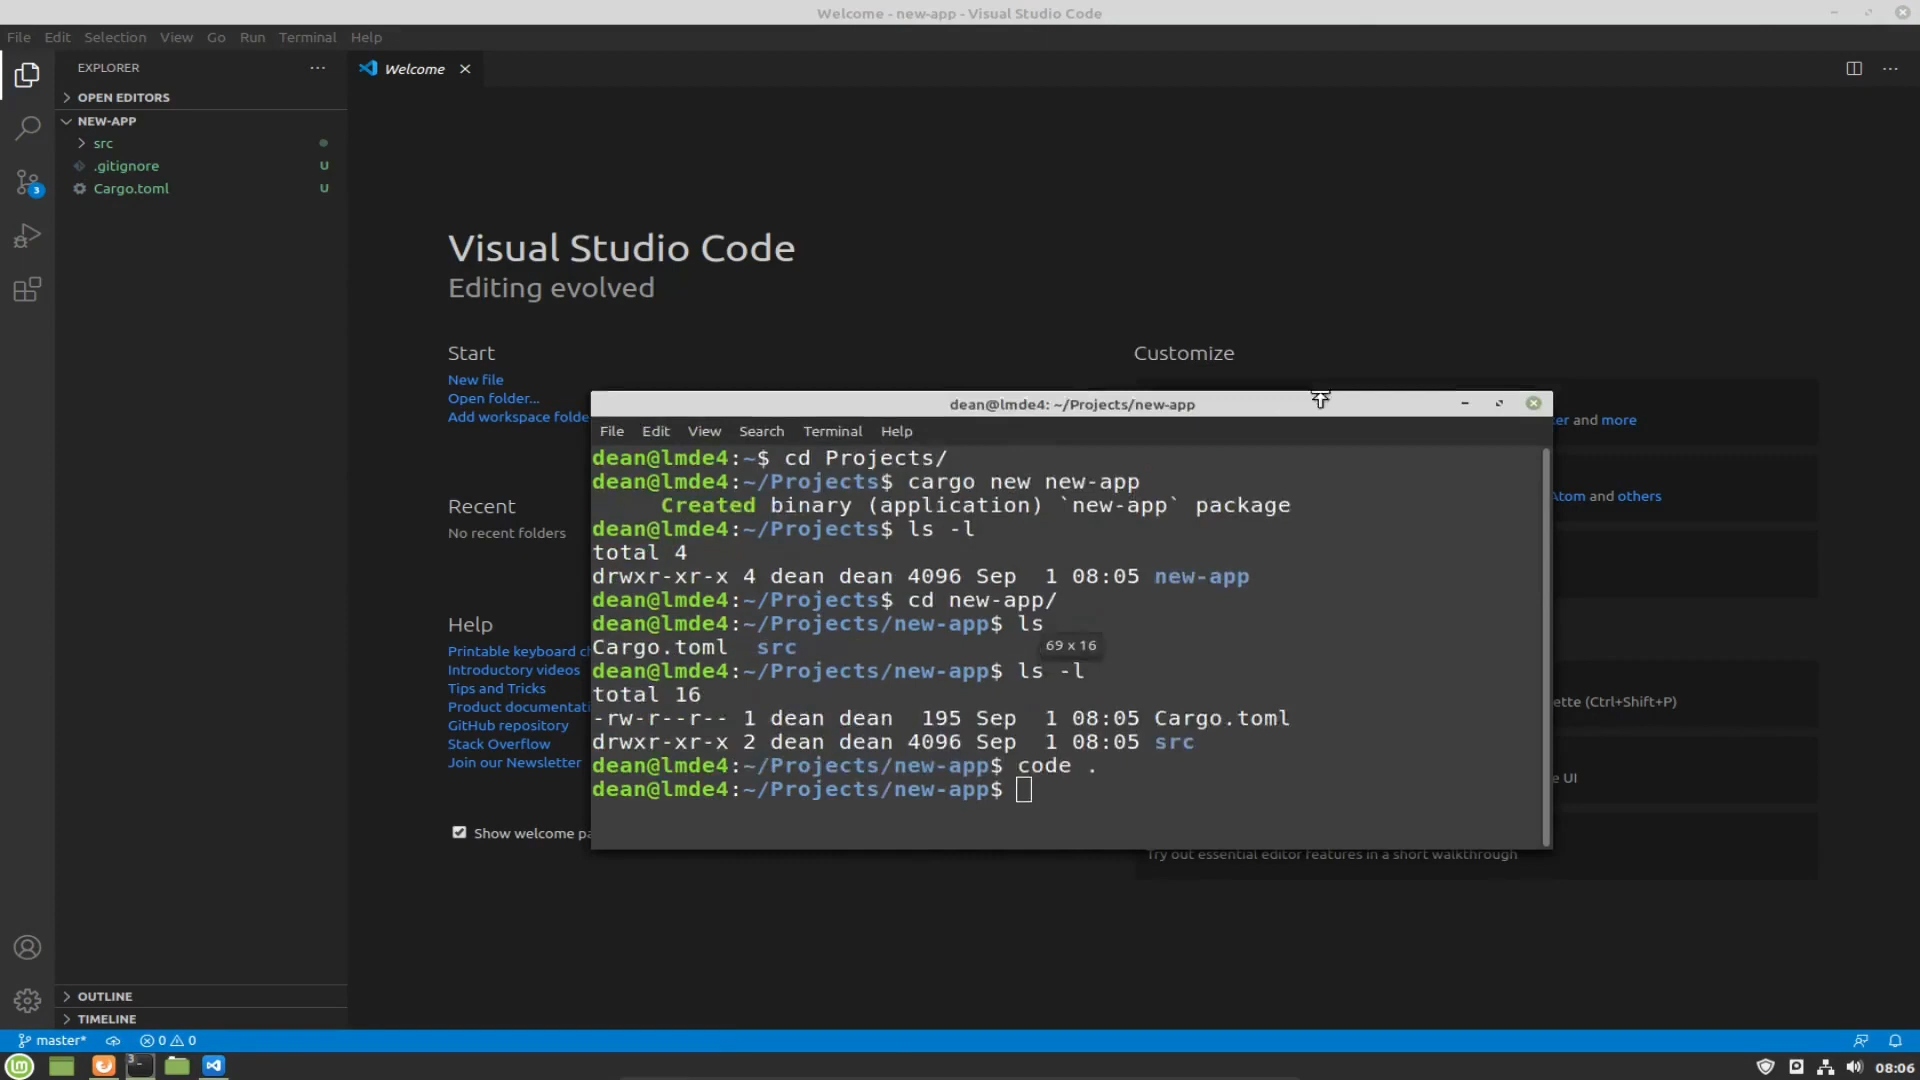 Welcome - new-app - Visual Studio Code
File Edit Selection View Go Run Terminal Help
EXPLORER
Welcome
OPEN EDITORS
NEW-APP
src
.gitignore U
Cargo.toml U
3
Visual Studio Code
Editing evolved
Start
New file
Open folder...
Add workspace folde
Recent
No recent folders
Help
Printable keyboard c
Introductory videos
Tips and Tricks
Product documentati
GitHub repository
Stack Overflow
Join our Newsletter
Show welcome pa
Customize
and more
Atom and others
ette (Ctrl+Shift+P)
e UI
Try out essential editor features in a short walkthrough
dean@lmde4: ~/Projects/new-app
File Edit View Search Terminal Help
dean@lmde4:~$ cd Projects/
dean@lmde4:~/Projects$ cargo new new-app
Created binary (application) `new-app` package
dean@lmde4:~/Projects$ ls -l
total 4
drwxr-xr-x 4 dean dean 4096 Sep  1 08:05 new-app
dean@lmde4:~/Projects$ cd new-app/
dean@lmde4:~/Projects/new-app$ ls
Cargo.toml  src
69 x 16
dean@lmde4:~/Projects/new-app$ ls -l
total 16
-rw-r--r-- 1 dean dean  195 Sep  1 08:05 Cargo.toml
drwxr-xr-x 2 dean dean 4096 Sep  1 08:05 src
dean@lmde4:~/Projects/new-app$ code .
dean@lmde4:~/Projects/new-app$
OUTLINE
TIMELINE
master* 0 0
3
08:06